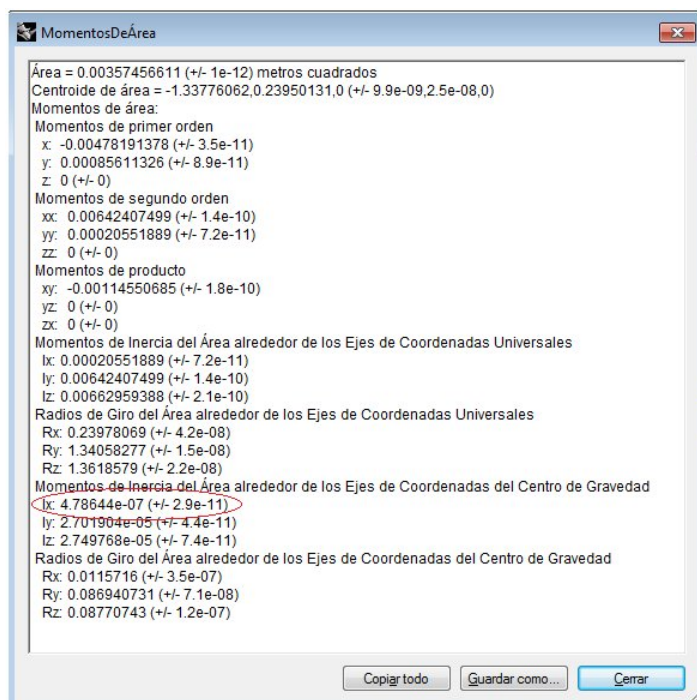 MomentosDeÁrea
Área = 0.00357456611 (+/- 1e-12) metros cuadrados
Centroide de área = -1.33776062,0.23950131,0 (+/- 9.9e-09,2.5e-08,0)
Momentos de área:
Momentos de primer orden
x: -0.00478191378 (+/- 3.5e-11)
y: 0.00085611326 (+/- 8.9e-11)
z: 0 (+/- 0)
Momentos de segundo orden
xx: 0.00642407499 (+/- 1.4e-10)
yy: 0.00020551889 (+/- 7.2e-11)
zz: 0 (+/- 0)
Momentos de producto
xy: -0.00114550685 (+/- 1.8e-10)
yz: 0 (+/- 0)
zx: 0 (+/- 0)
Momentos de Inercia del Área alrededor de los Ejes de Coordenadas Universales
Ix: 0.00020551889 (+/- 7.2e-11)
Iy: 0.00642407499 (+/- 1.4e-10)
Iz: 0.00662959388 (+/- 2.1e-10)
Radios de Giro del Área alrededor de los Ejes de Coordenadas Universales
Rx: 0.23978069 (+/- 4.2e-08)
Ry: 1.34058277 (+/- 1.5e-08)
Rz: 1.3618579 (+/- 2.2e-08)
Momentos de Inercia del Área alrededor de los Ejes de Coordenadas del Centro de Gravedad
Ix: 4.78644e-07 (+/- 2.9e-11)
Iy: 2.701904e-05 (+/- 4.4e-11)
Iz: 2.749768e-05 (+/- 7.4e-11)
Radios de Giro del Área alrededor de los Ejes de Coordenadas del Centro de Gravedad
Rx: 0.0115716 (+/- 3.5e-07)
Ry: 0.086940731 (+/- 7.1e-08)
Rz: 0.08770743 (+/- 1.2e-07)
Copiar todo Guardar como... Cerrar